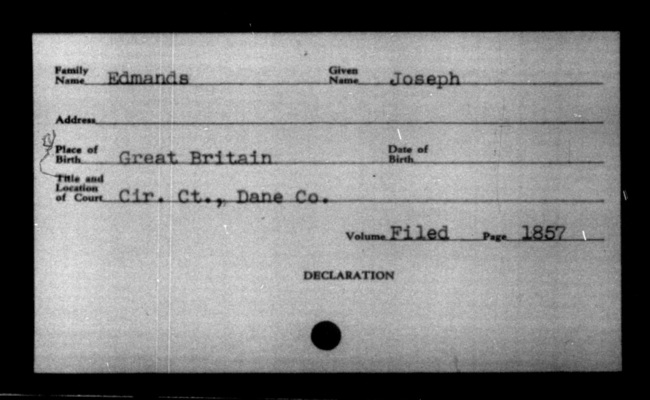 Family Name Edmands Given Name Joseph
Address
Place of Birth Great Britain Date of Birth
Title and Location of Court Cir. Ct., Dane Co.
Volume Filed Page 1857
DECLARATION